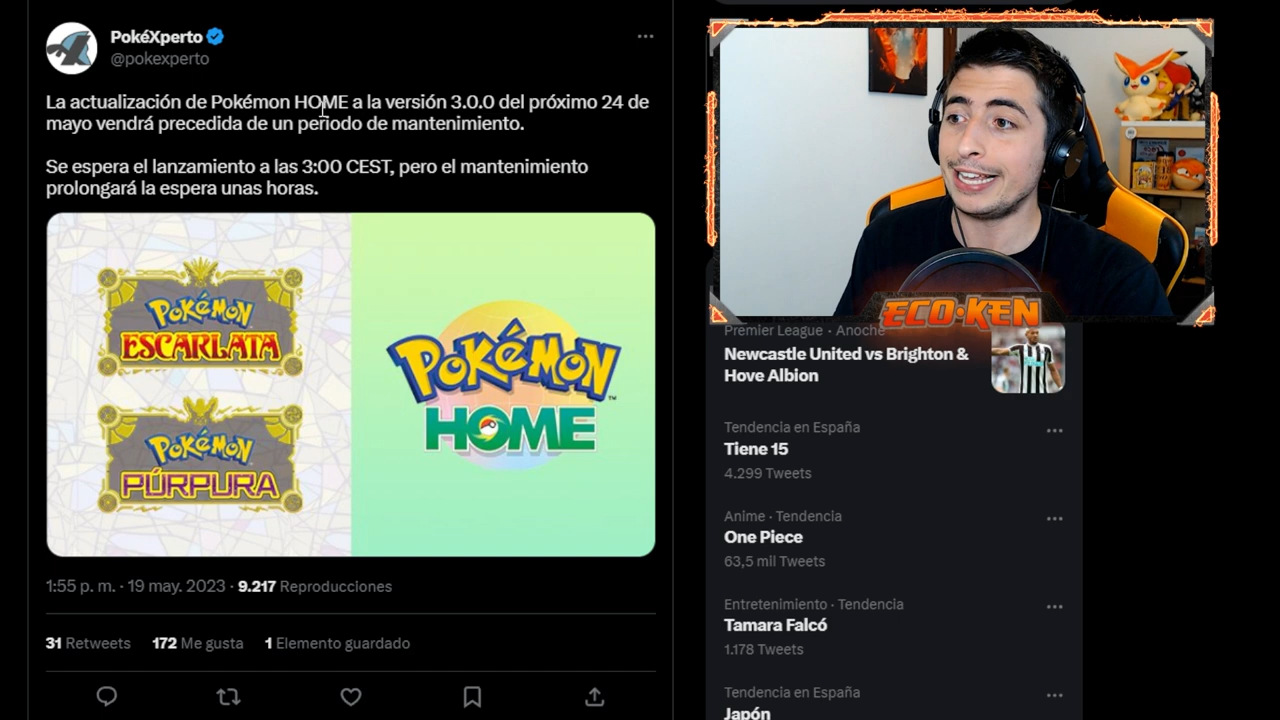 PokéXperto
@pokexperto
La actualización de Pokémon HOME a la versión 3.0.0 del próximo 24 de
mayo vendrá precedida de un periodo de mantenimiento.
Se espera el lanzamiento a las 3:00 CEST, pero el mantenimiento
prolongará la espera unas horas.
POKéMON
ESCARLATA
POKéMON
PÚRPURA
POKéMON
™
HOME
1:55 p. m. · 19 may. 2023 · 9.217 Reproducciones
31 Retweets 172 Me gusta 1 Elemento guardado
ECO·KEN
Premier League · Anoche
Newcastle United vs Brighton &
Hove Albion
Tendencia en España
Tiene 15
4.299 Tweets
Anime · Tendencia
One Piece
63,5 mil Tweets
Entretenimiento · Tendencia
Tamara Falcó
1.178 Tweets
Tendencia en España
Japón